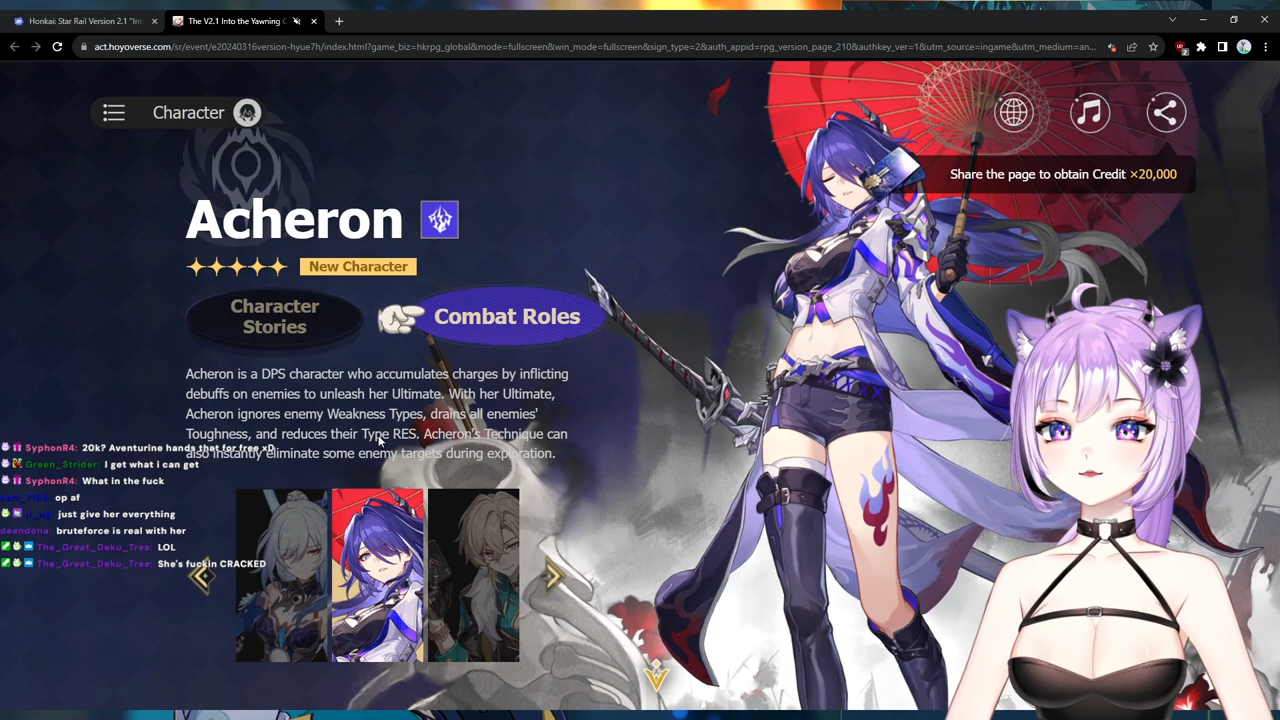 Honkai: Star Rail Version 2.1 "Int
The V2.1 Into the Yawning C
act.hoyoverse.com/sr/event/e20240316version-hyue7h/index.html?game_biz=hkrpg_global&mode=fullscreen&win_mode=fullscreen&sign_type=2&auth_appid=rpg_version_page_210&authkey_ver=1&utm_source=ingame&utm_medium=an...
2
Character
Share the page to obtain Credit ×20,000
Acheron
New Character
Character
Stories
Combat Roles
Acheron is a DPS character who accumulates charges by inflicting
debuffs on enemies to unleash her Ultimate. With her Ultimate,
Acheron ignores enemy Weakness Types, drains all enemies'
Toughness, and reduces their Type RES. Acheron's Technique can
also instantly eliminate some enemy targets during exploration.
SyphonR4: 20k? Aventurine hands that for free xD
Green_Strider: I get what i can get
SyphonR4: What in the fuck
op af
just give her everything
deandona: bruteforce is real with her
The_Great_Deku_Tree: LOL
The_Great_Deku_Tree: She's fuckin CRACKED